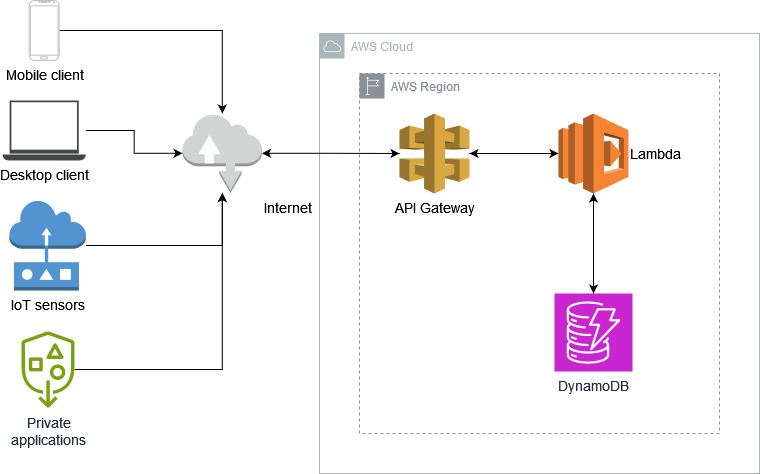 Mobile client
Desktop client
IoT sensors
Private
applications
Internet
AWS Cloud
AWS Region
API Gateway
Lambda
DynamoDB